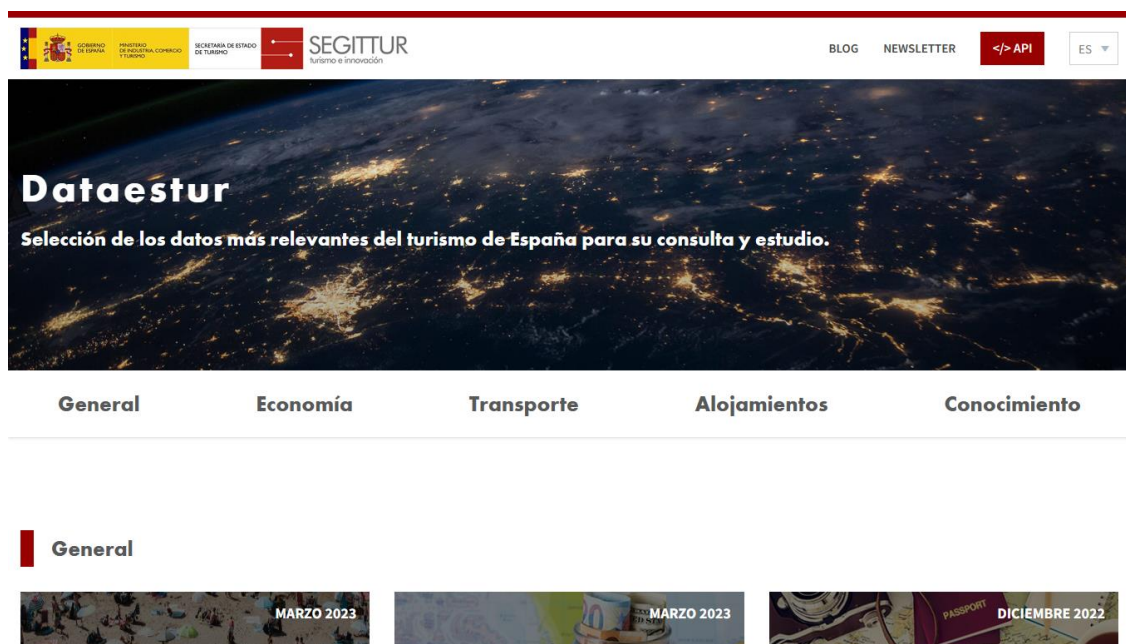 GOBIERNO
DE ESPAÑA
MINISTERIO
DE INDUSTRIA, COMERCIO
Y TURISMO
SECRETARÍA DE ESTADO
DE TURISMO
SEGITTUR
turismo e innovación
BLOG NEWSLETTER </> API ES
Dataestur
Selección de los datos más relevantes del turismo de España para su consulta y estudio.
General Economía Transporte Alojamientos Conocimiento
General
MARZO 2023 MARZO 2023 PASSPORT DICIEMBRE 2022